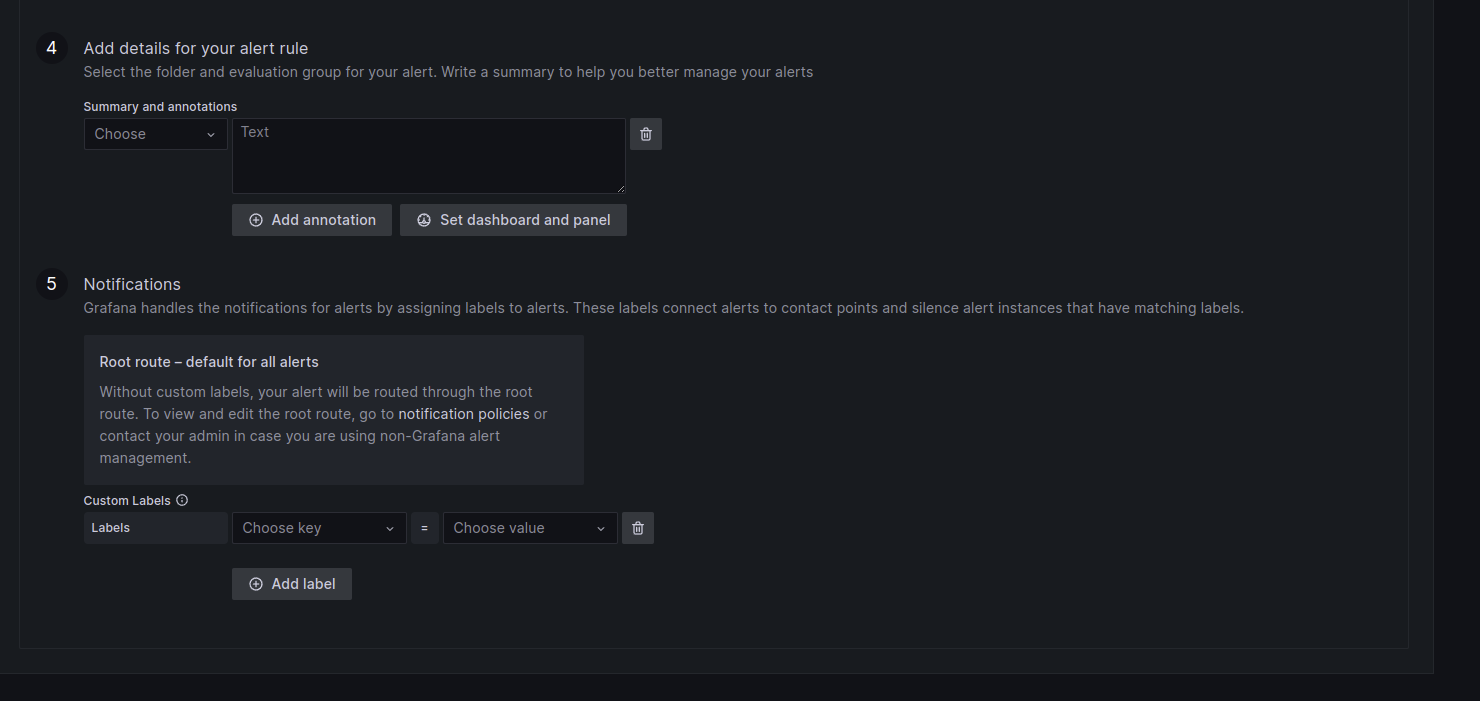 4 Add details for your alert rule
Select the folder and evaluation group for your alert. Write a summary to help you better manage your alerts
Summary and annotations
Choose Text
Add annotation Set dashboard and panel
5 Notifications
Grafana handles the notifications for alerts by assigning labels to alerts. These labels connect alerts to contact points and silence alert instances that have matching labels.
Root route – default for all alerts
Without custom labels, your alert will be routed through the root
route. To view and edit the root route, go to notification policies or
contact your admin in case you are using non-Grafana alert
management.
Custom Labels
Labels Choose key = Choose value
Add label